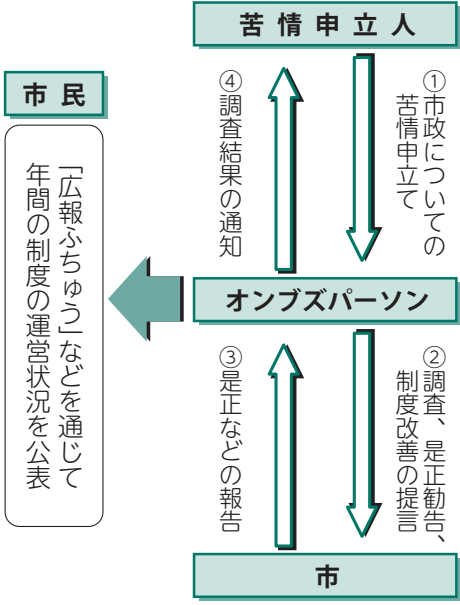 苦情申立人
①市政についての
苦情申立て
④調査結果の通知
市民
「広報ふちゅう」などを通じて
年間の制度の運営状況を公表
オンブズパーソン
②調査、是正勧告、
制度改善の提言
③是正などの報告
市